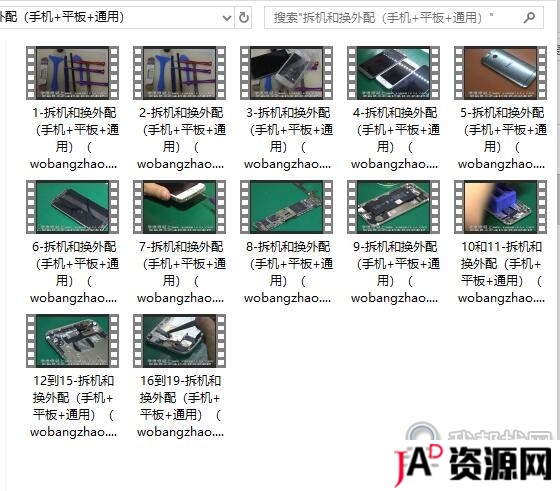 外配（手机+平板+通用）
搜索"拆机和换外配（手机+平板+通用）"
1-拆机和换外配
（手机+平板+通
用）（
wobangzhao....
2-拆机和换外配
（手机+平板+通
用）（
wobangzhao....
3-拆机和换外配
（手机+平板+通
用）（
wobangzhao....
4-拆机和换外配
（手机+平板+通
用）（
wobangzhao....
5-拆机和换外配
（手机+平板+通
用）（
wobangzhao....
6-拆机和换外配
（手机+平板+通
用）（
wobangzhao....
7-拆机和换外配
（手机+平板+通
用）（
wobangzhao....
8-拆机和换外配
（手机+平板+通
用）（
wobangzhao....
9-拆机和换外配
（手机+平板+通
用）（
wobangzhao....
10和11-拆机和
换外配（手机+
平板+通用）（
wobangzhao....
12到15-拆机和
换外配（手机+
平板+通用）（
wobangzhao....
16到19-拆机和
换外配（手机+
平板+通用）（
wobangzhao....
我帮找网
JAD资源网